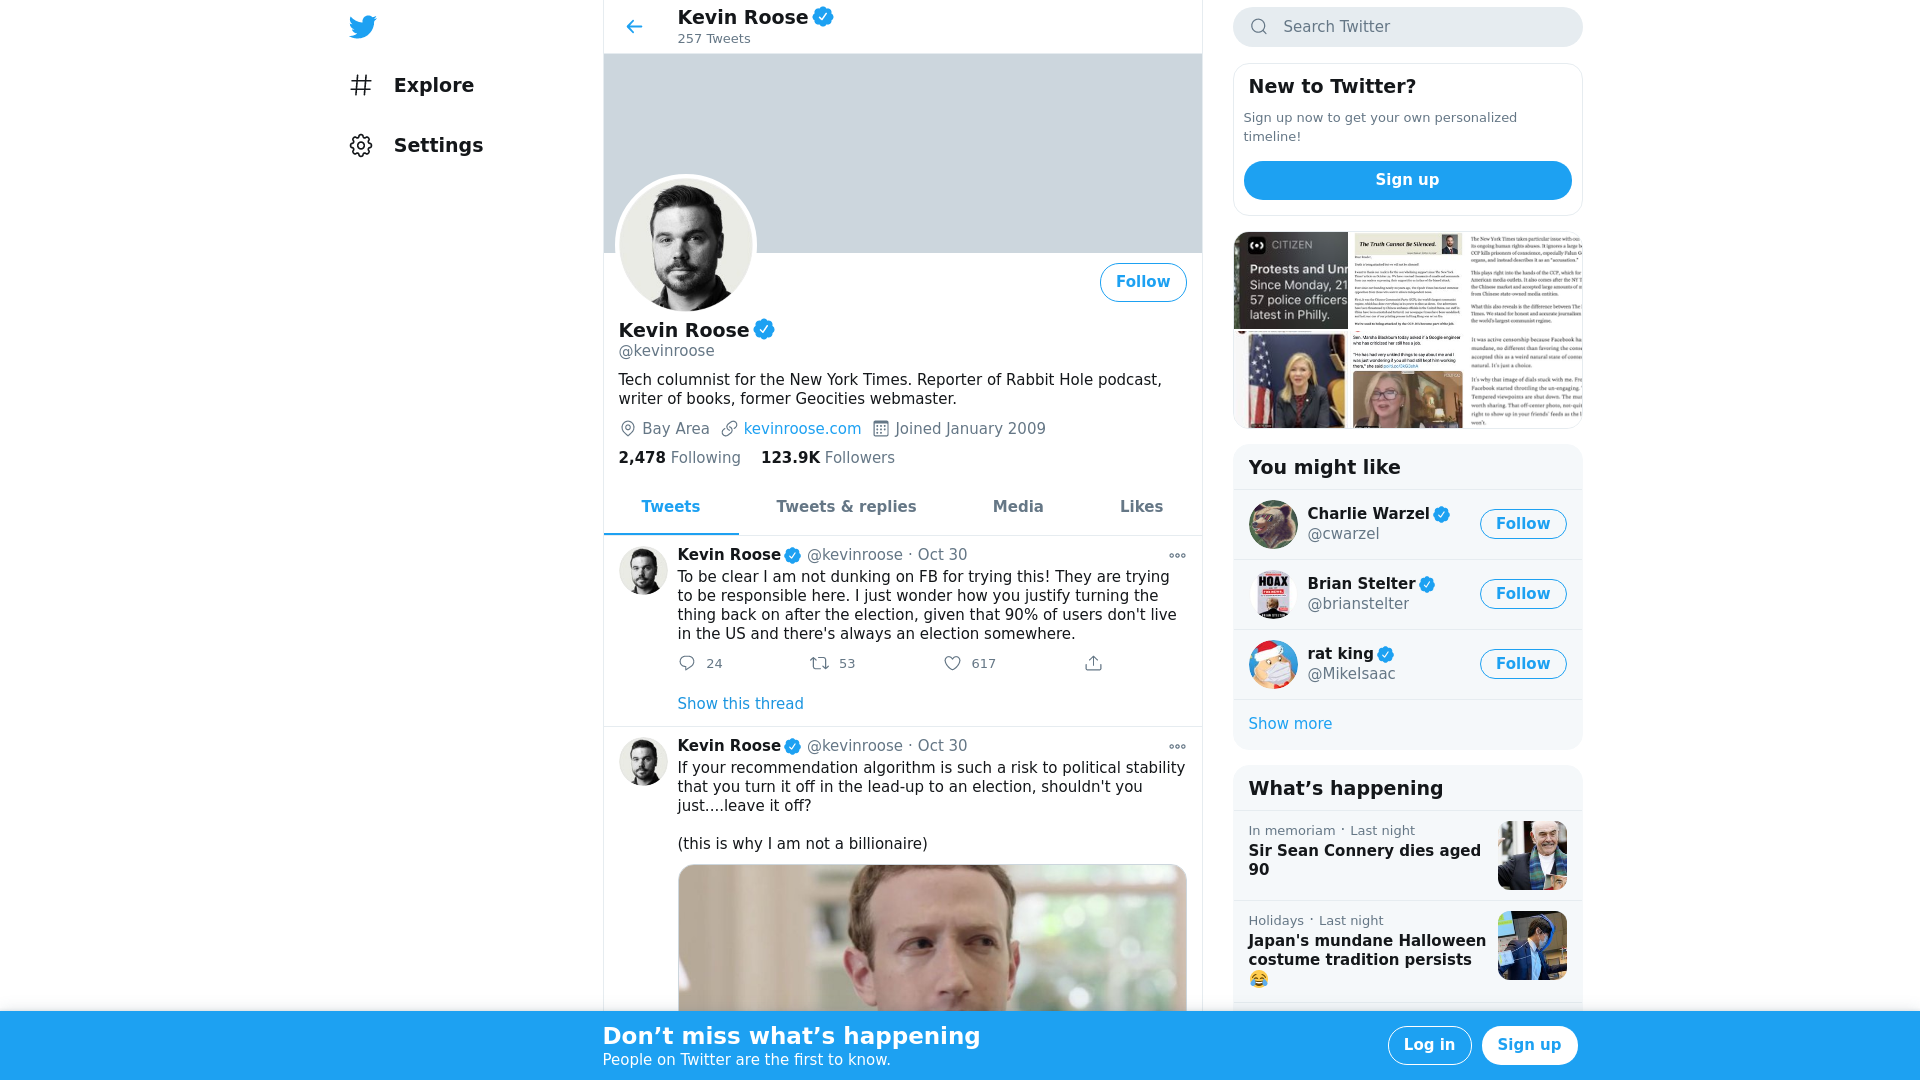 Explore
Settings
Kevin Roose
257 Tweets
Follow
Kevin Roose
@kevinroose
Tech columnist for the New York Times. Reporter of Rabbit Hole podcast,
writer of books, former Geocities webmaster.
Bay Area kevinroose.com Joined January 2009
2,478 Following 123.9K Followers
Tweets Tweets & replies Media Likes
Kevin Roose @kevinroose · Oct 30
To be clear I am not dunking on FB for trying this! They are trying
to be responsible here. I just wonder how you justify turning the
thing back on after the election, given that 90% of users don't live
in the US and there's always an election somewhere.
24 53 617
Show this thread
Kevin Roose @kevinroose · Oct 30
If your recommendation algorithm is such a risk to political stability
that you turn it off in the lead-up to an election, shouldn't you
just....leave it off?
(this is why I am not a billionaire)
Search Twitter
New to Twitter?
Sign up now to get your own personalized
timeline!
Sign up
CITIZEN
Protests and Unr
Since Monday, 21
57 police officers
latest in Philly.
The Truth Cannot Be Silenced.
You might like
Charlie Warzel
@cwarzel
Follow
HOAX
Brian Stelter
@brianstelter
Follow
rat king
@MikeIsaac
Follow
Show more
What's happening
In memoriam · Last night
Sir Sean Connery dies aged
90
Holidays · Last night
Japan's mundane Halloween
costume tradition persists
😂
Don't miss what's happening
People on Twitter are the first to know.
Log in
Sign up